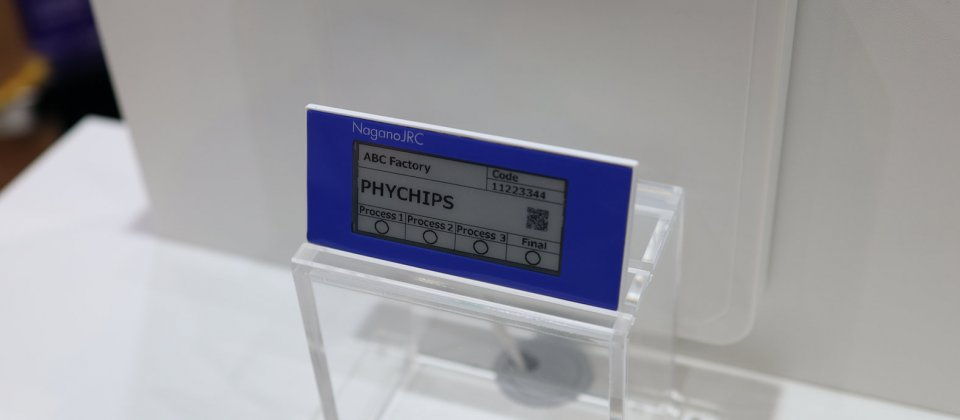 NaganoJRC
ABC Factory
Code
11223344
PHYCHIPS
Process 1 Process 2 Process 3 Final